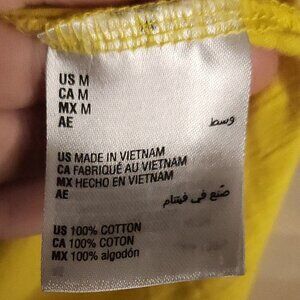 US M
CA M
MX M
AE وسط
US MADE IN VIETNAM
CA FABRIQUÉ AU VIETNAM
MX HECHO EN VIETNAM
AE صنع في فيتنام
US 100% COTTON
CA 100% COTON
MX 100% algodón